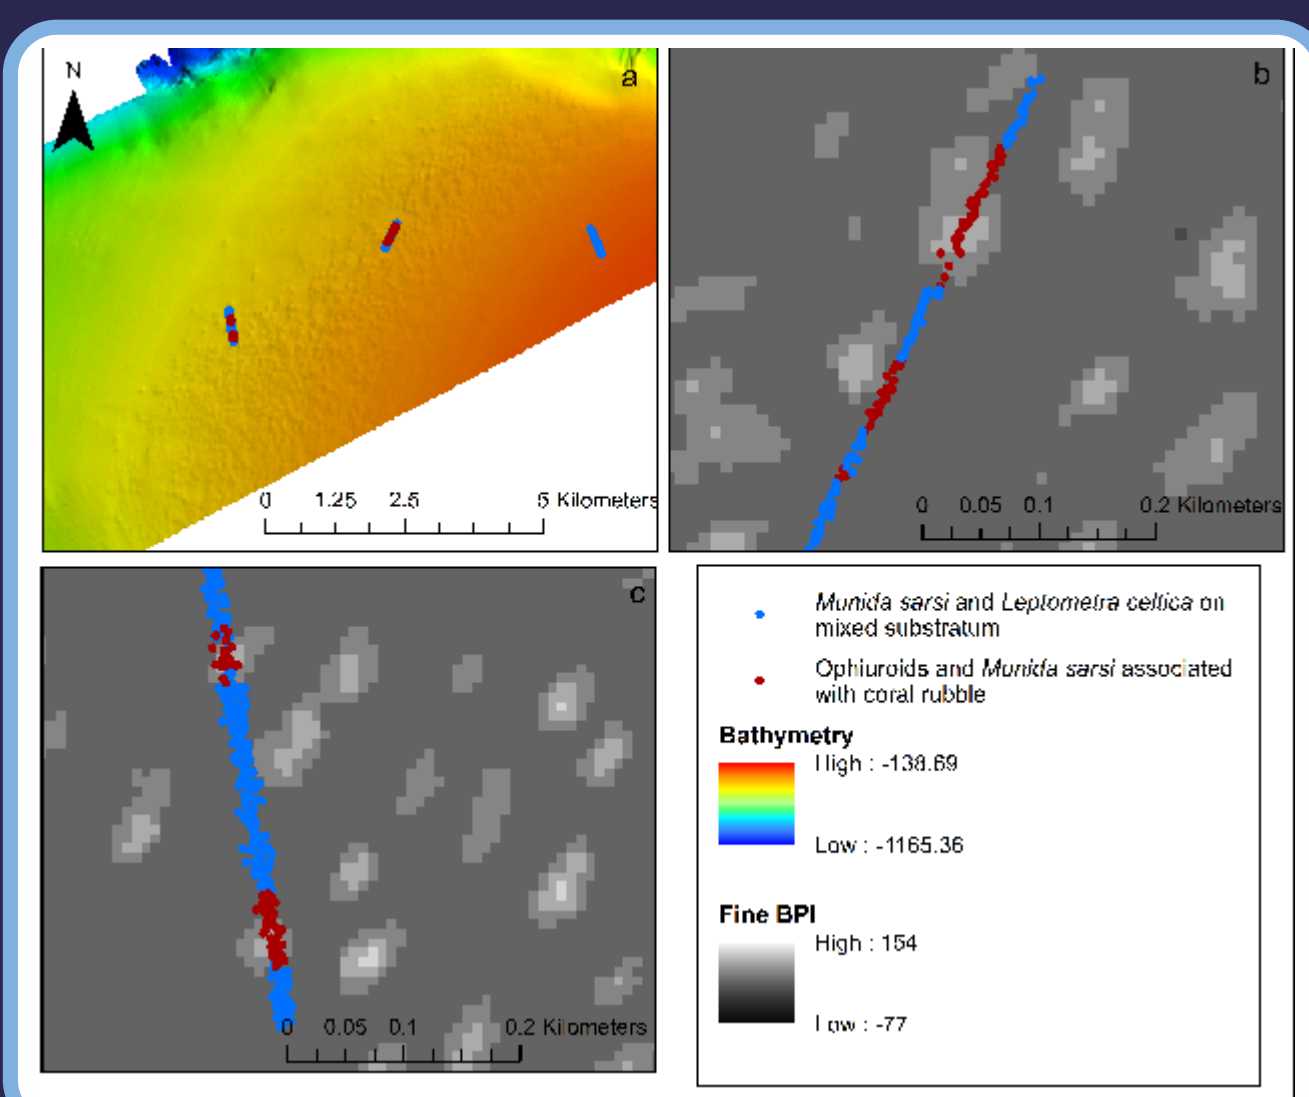 N
a
0 1.25 2.5 5 Kilometers
b
0 0.05 0.1 0.2 Kilometers
c
0 0.05 0.1 0.2 Kilometers
Munida sarsi and Leptometra celtica on
mixed substratum
Ophiuroids and Munida sarsi associated
with coral rubble
Bathymetry
High : -138.69
Low : -1165.36
Fine BPI
High : 154
Low : -77